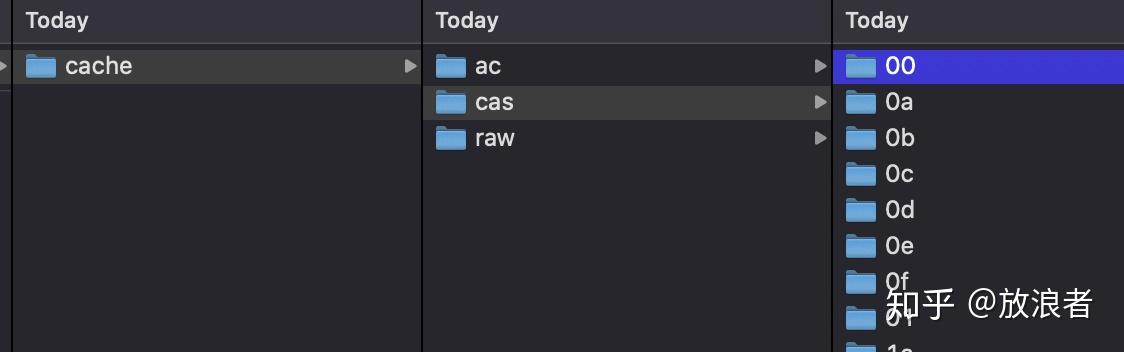 Today
cache
Today
ac
cas
raw
Today
00
0a
0b
0c
0d
0e
0f
01
知乎 @放浪者